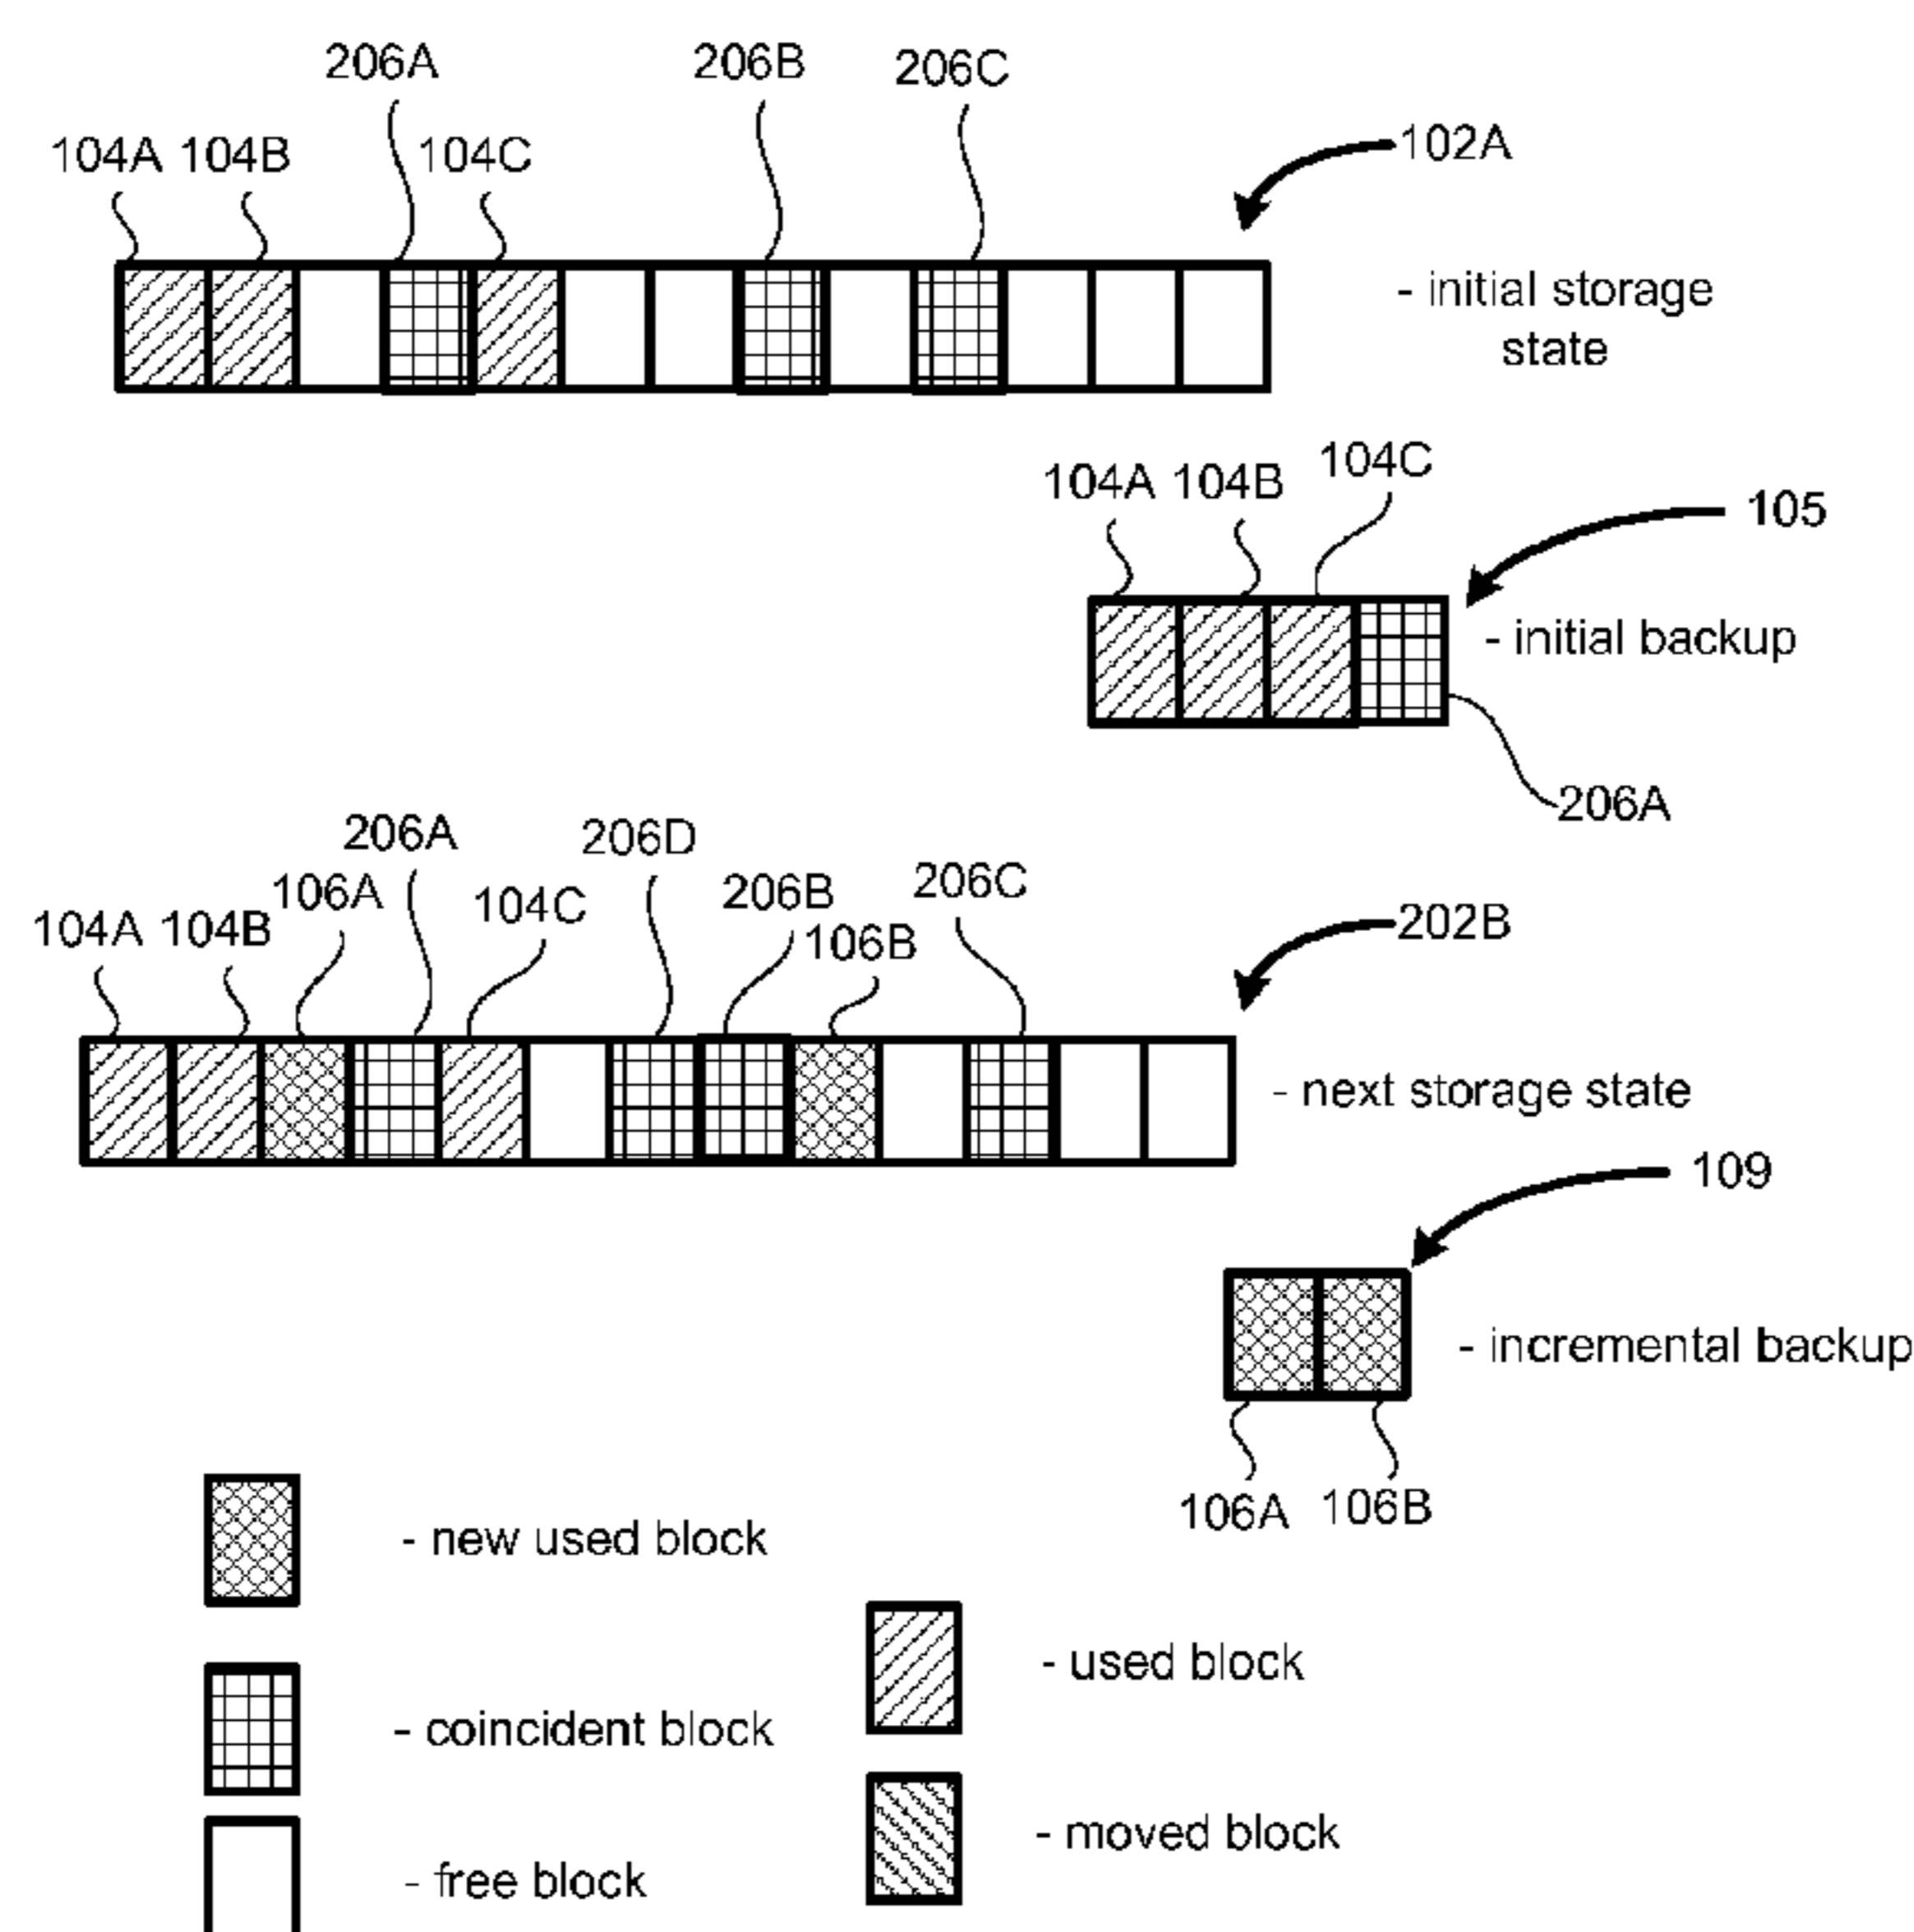 206A 206B 206C
104A 104B 104C
102A
- initial storage
state
104A 104B 104C
105
- initial backup
206A
206A 206D
106A 206B 206C
104A 104B 104C 106B
202B
- next storage state
109
- incremental backup
106A 106B
- new used block
- used block
- coincident block
- moved block
- free block